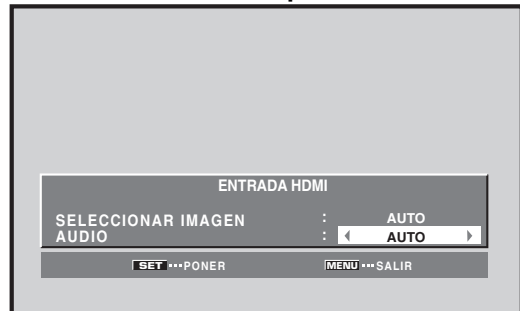 ENTRADA HDMI
SELECCIONAR IMAGEN : AUTO
AUDIO : AUTO
SET ···PONER MENU ···SALIR